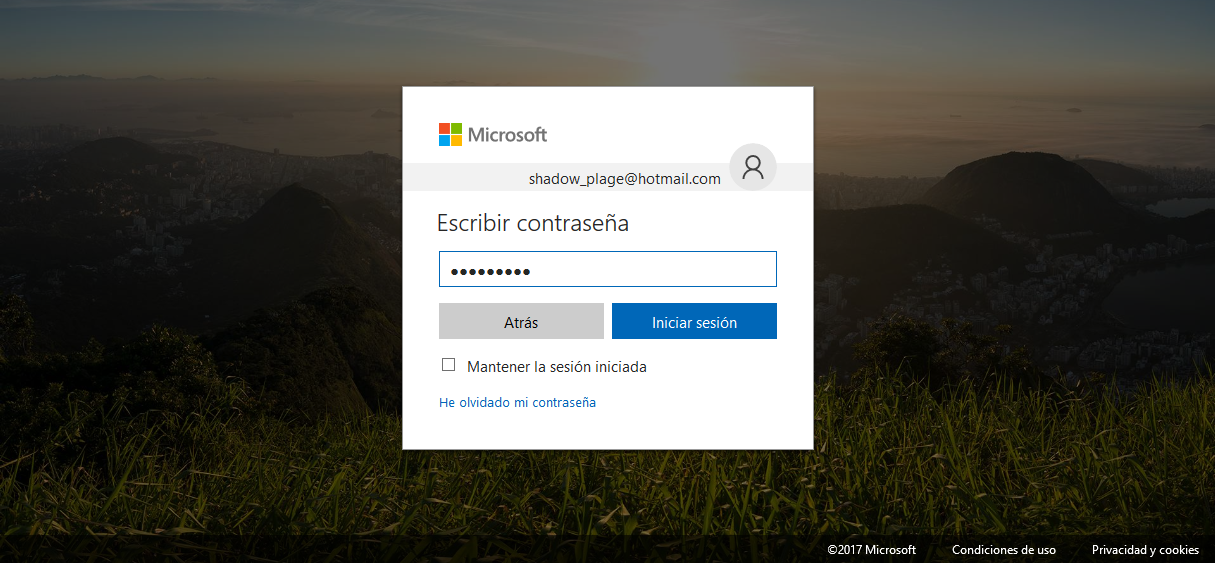 Microsoft
shadow_plage@hotmail.com
Escribir contraseña
•••••••••
Atrás
Iniciar sesión
Mantener la sesión iniciada
He olvidado mi contraseña
©2017 Microsoft
Condiciones de uso
Privacidad y cookies